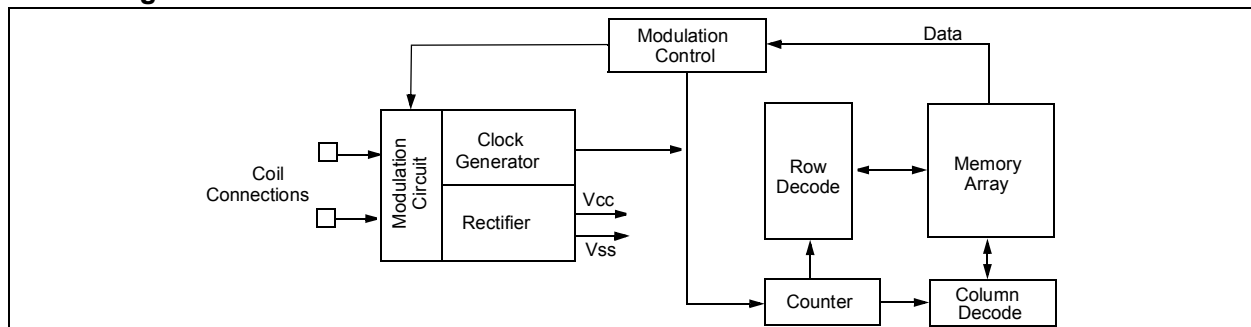 Modulation
Control
Data
Coil
Connections
Modulation
Circuit
Clock
Generator
Rectifier
Vcc
Vss
Row
Decode
Memory
Array
Counter
Column
Decode